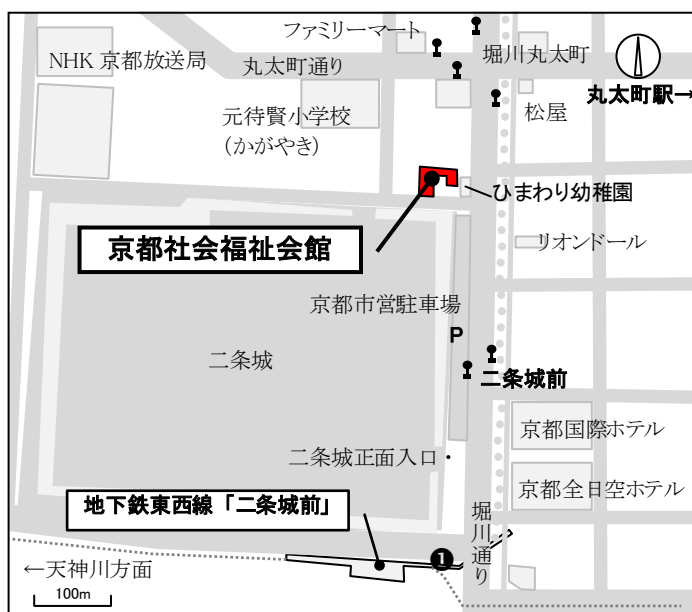 ファミリーマート
NHK 京都放送局
丸太町通り
堀川丸太町
丸太町駅→
元待賢小学校
(かがやき)
松屋
ひまわり幼稚園
京都社会福祉会館
リオンドール
京都市営駐車場
P
二条城
二条城前
京都国際ホテル
二条城正面入口・
京都全日空ホテル
地下鉄東西線「二条城前」
堀川通り
1
←天神川方面
100m